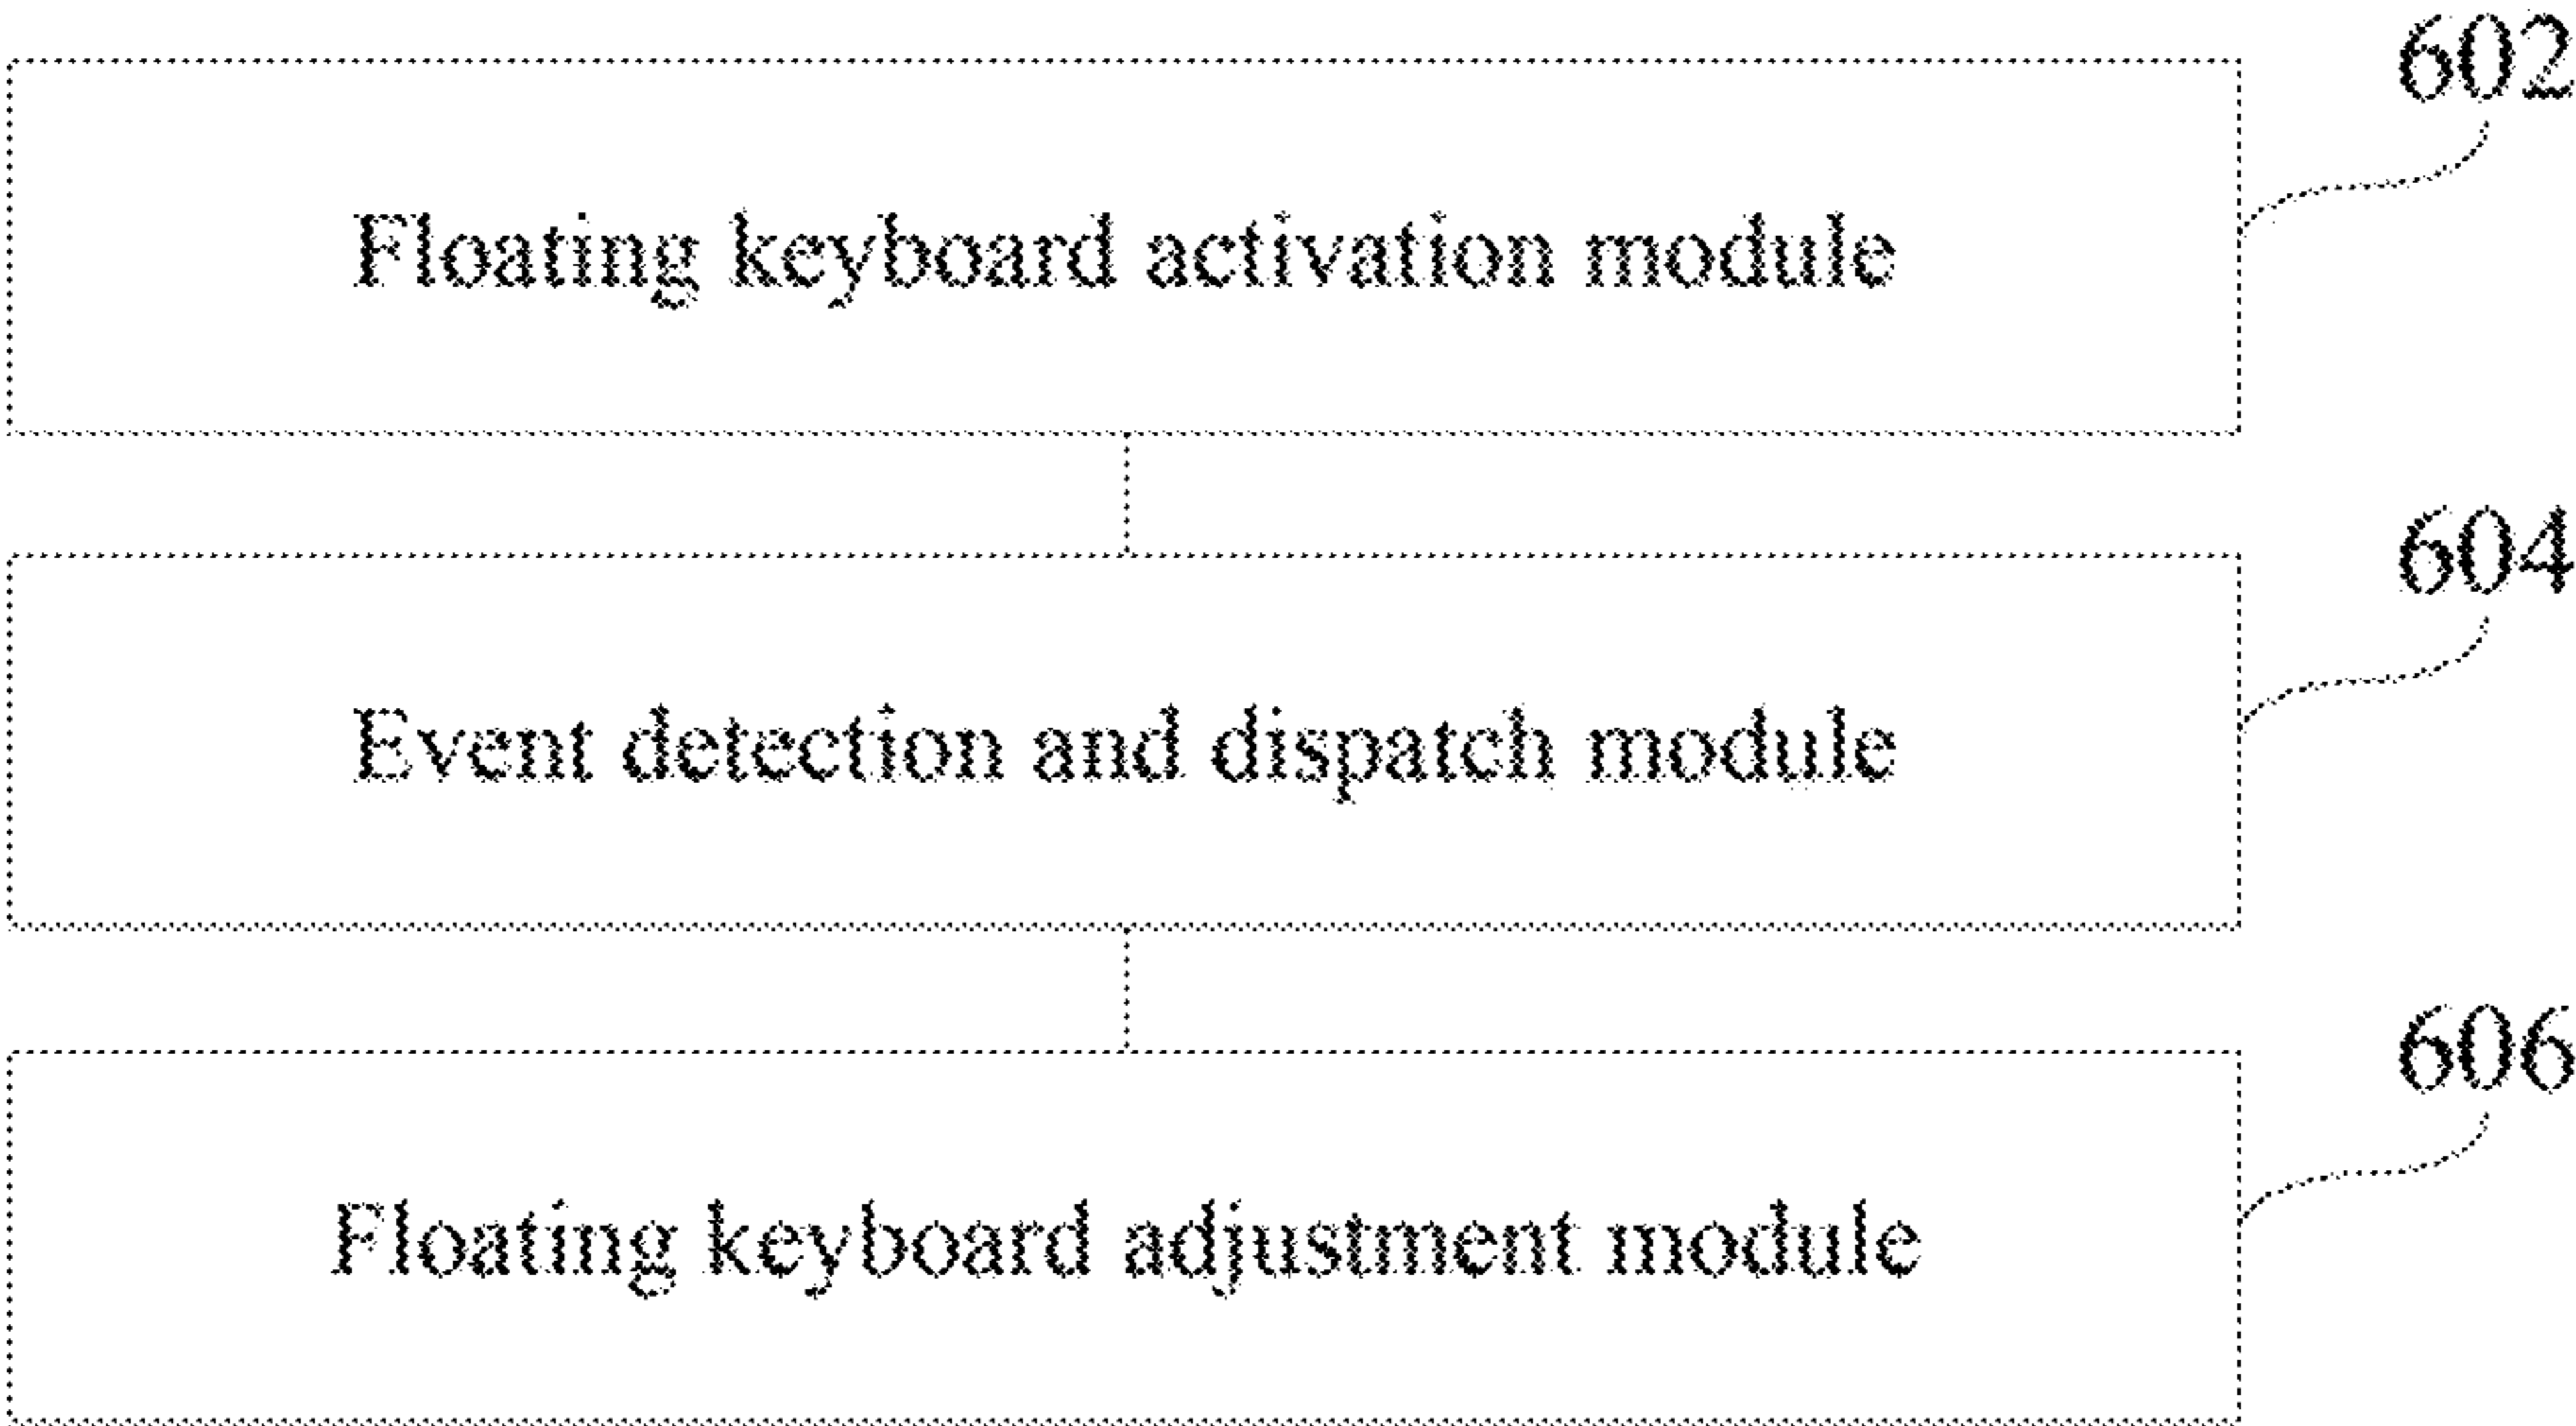 602
Floating keyboard activation module
604
Event detection and dispatch module
606
Floating keyboard adjustment module